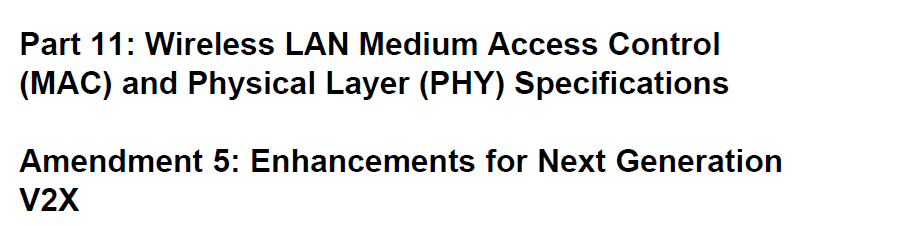 Part 11: Wireless LAN Medium Access Control
(MAC) and Physical Layer (PHY) Specifications
Amendment 5: Enhancements for Next Generation
V2X